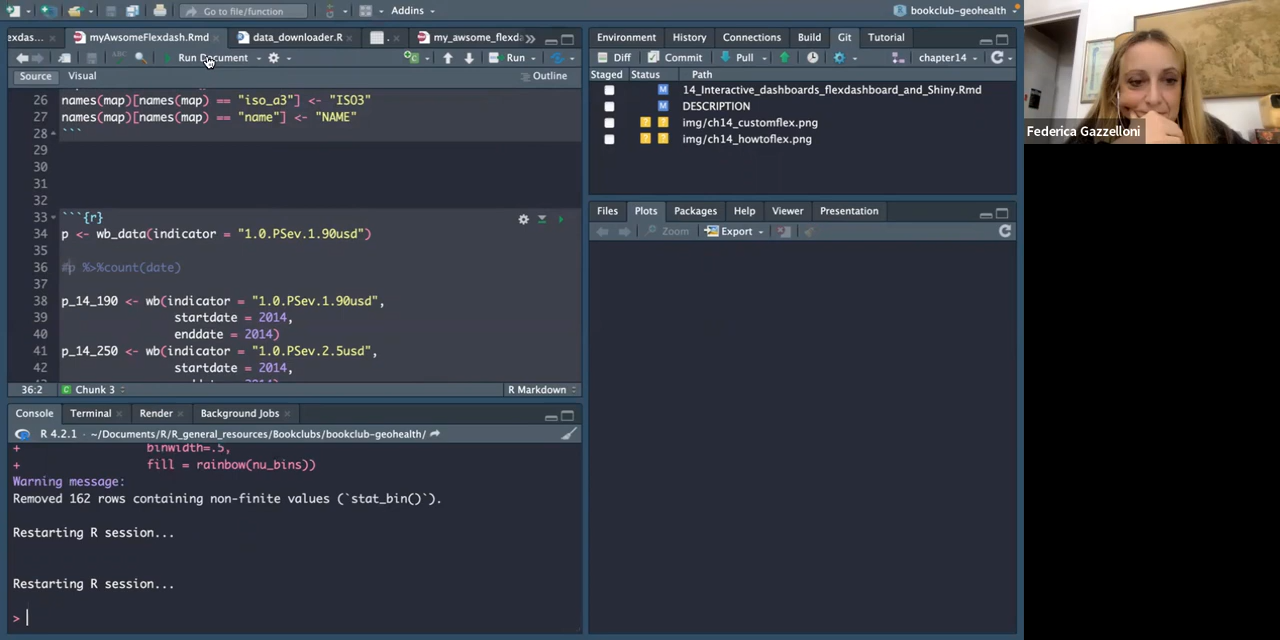 Go to file/function
Addins
bookclub-geohealth
exdas...
myAwsomeFlexdash.Rmd
data_downloader.R
my_awsome_flexda
Run Document
Run
Source
Visual
Outline
26 names(map)[names(map) == "iso_a3"] <- "ISO3"
27 names(map)[names(map) == "name"] <- "NAME"
28 ```
29
30
31
32
33 ```{r}
34 p <- wb_data(indicator = "1.0.PSev.1.90usd")
35
36 #p %>%count(date)
37
38 p_14_190 <- wb(indicator = "1.0.PSev.1.90usd",
39 startdate = 2014,
40 enddate = 2014)
41 p_14_250 <- wb(indicator = "1.0.PSev.2.5usd",
42 startdate = 2014,
36:2
Chunk 3
R Markdown
Console
Terminal
Render
Background Jobs
R 4.2.1 · ~/Documents/R/R_general_resources/Bookclubs/bookclub-geohealth/
+ binwidth=.5,
+ fill = rainbow(nu_bins))
Warning message:
Removed 162 rows containing non-finite values (`stat_bin()`).
Restarting R session...
Restarting R session...
>
Environment
History
Connections
Build
Git
Tutorial
Diff
Commit
Pull
chapter14
Staged
Status
Path
M 14_Interactive_dashboards_flexdashboard_and_Shiny.Rmd
M DESCRIPTION
? ? img/ch14_customflex.png
? ? img/ch14_howtoflex.png
Files
Plots
Packages
Help
Viewer
Presentation
Zoom
Export
Federica Gazzelloni